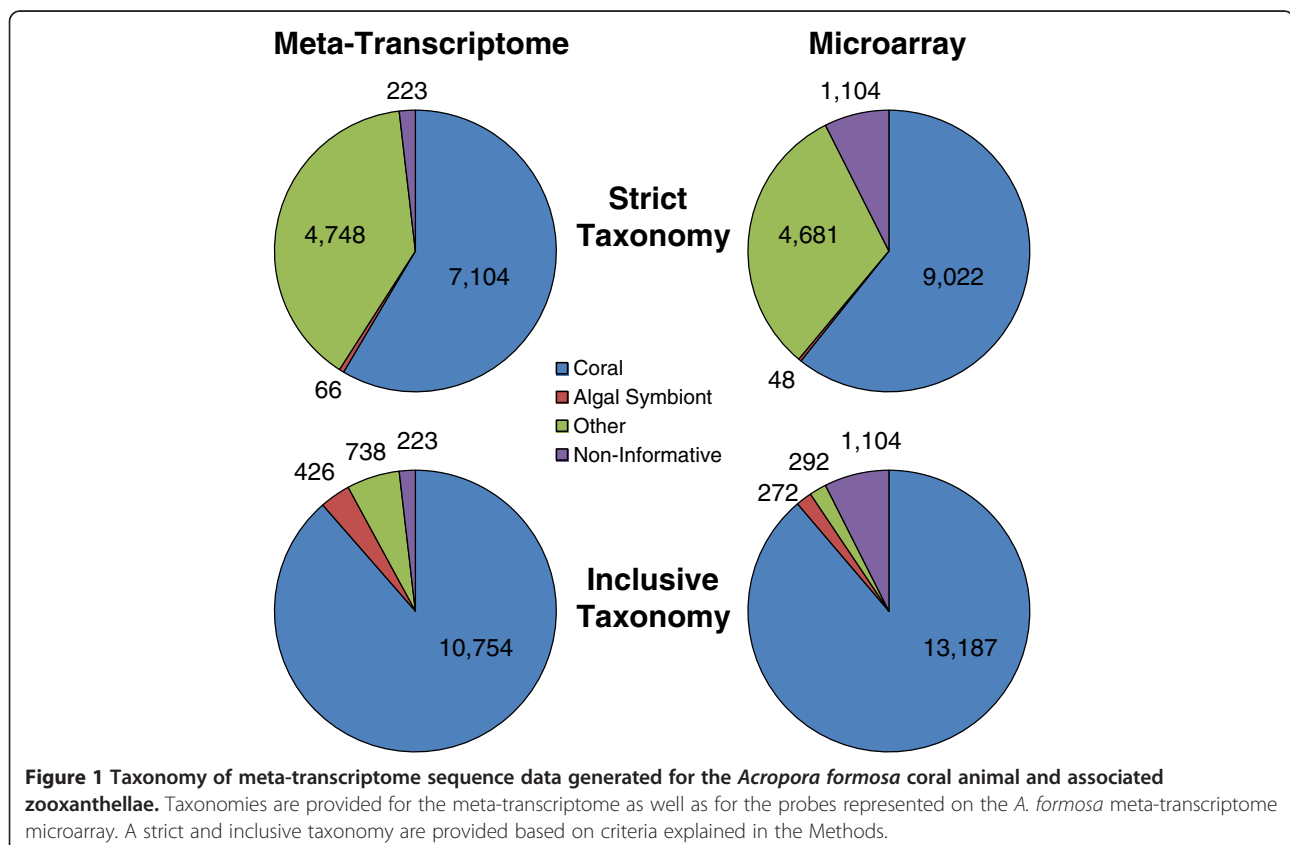 Meta-Transcriptome
Microarray
223
4,748
7,104
66
1,104
4,681
9,022
48
Strict
Taxonomy
Coral
Algal Symbiont
Other
Non-Informative
426
738
223
10,754
272
292
1,104
13,187
Inclusive
Taxonomy
Figure 1 Taxonomy of meta-transcriptome sequence data generated for the Acropora formosa coral animal and associated
zooxanthellae. Taxonomies are provided for the meta-transcriptome as well as for the probes represented on the A. formosa meta-transcriptome
microarray. A strict and inclusive taxonomy are provided based on criteria explained in the Methods.